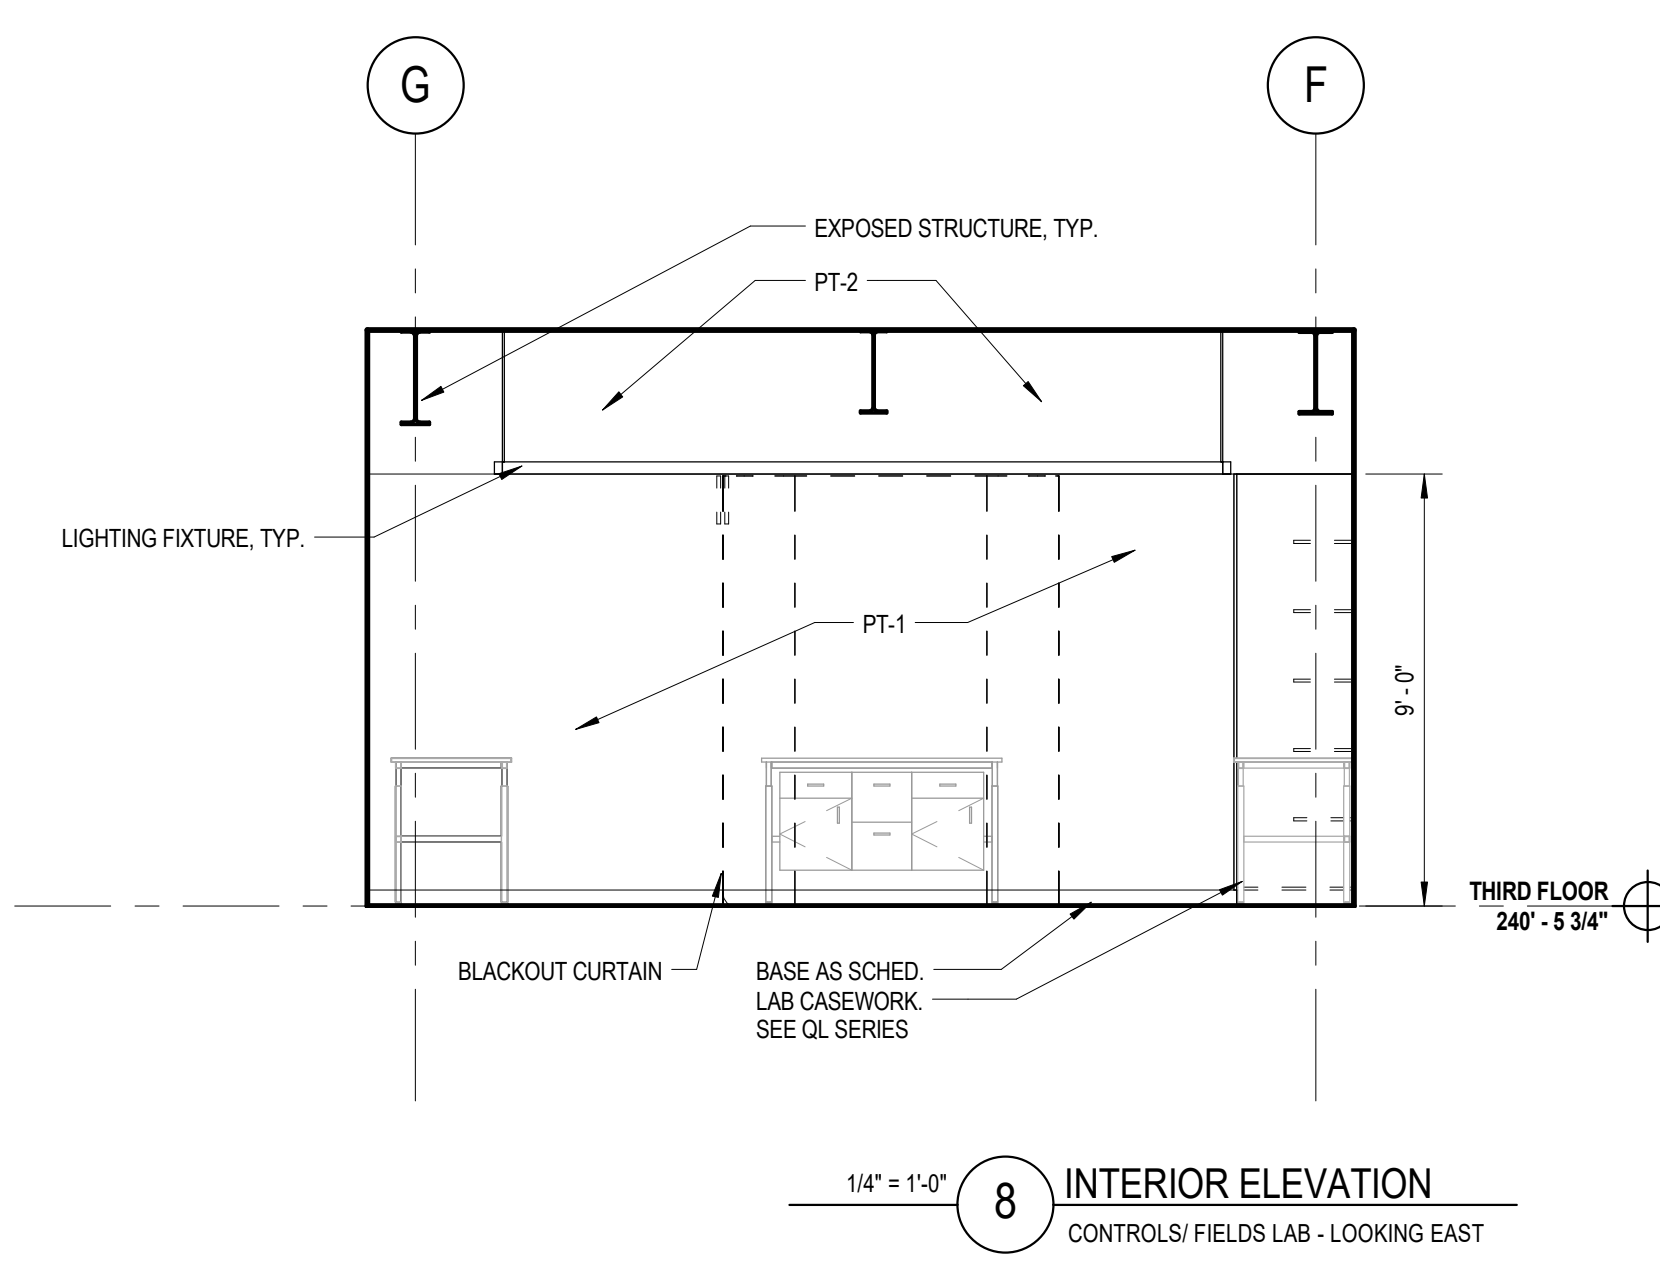 G
F
EXPOSED STRUCTURE, TYP.
PT-2
LIGHTING FIXTURE, TYP.
PT-1
9' - 0"
THIRD FLOOR
240' - 5 3/4"
BLACKOUT CURTAIN
BASE AS SCHED.
LAB CASEWORK.
SEE QL SERIES
1/4" = 1'-0"
8
INTERIOR ELEVATION
CONTROLS/ FIELDS LAB - LOOKING EAST